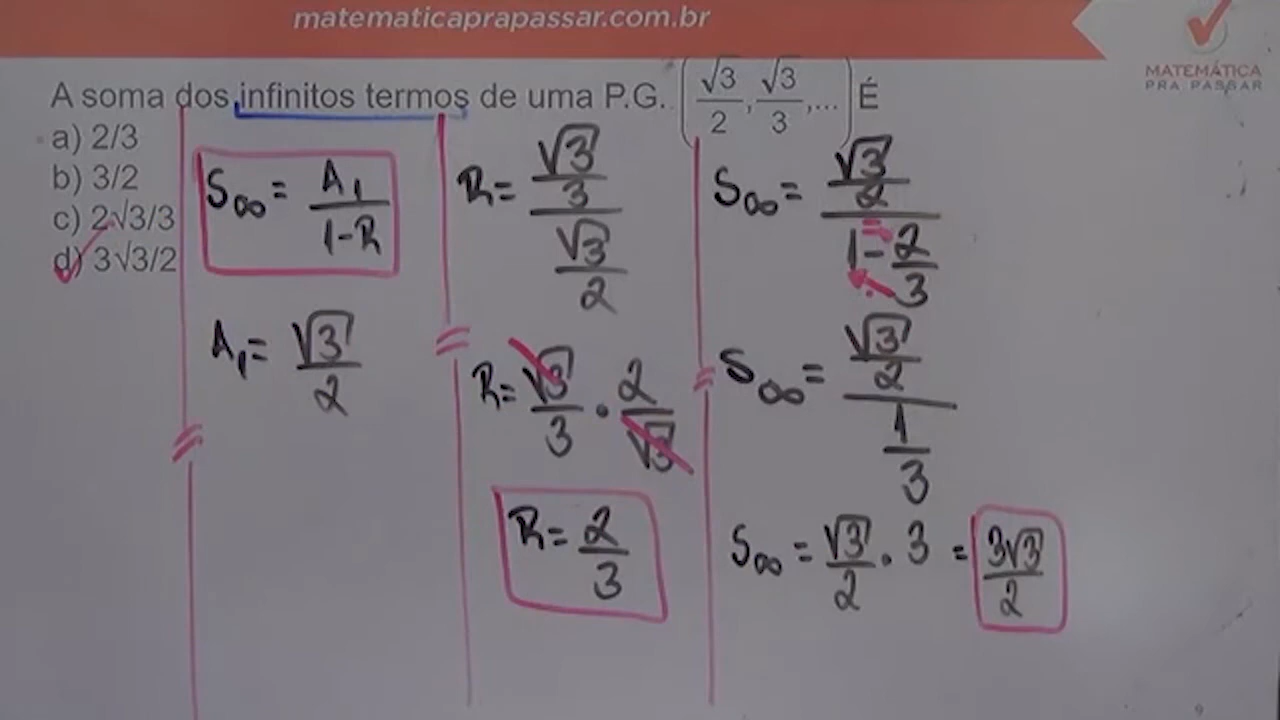 matematicaprapassar.com.br
MATEMÁTICA
PRA PASSAR
A soma dos infinitos termos de uma P.G. (√3/2, √3/3,...) É
a) 2/3
b) 3/2
c) 2√3/3
d) 3√3/2
S∞ = A₁/(1-R)
A₁ = √3/2
R = (√3/3)/(√3/2)
R = √3/3 · 2/√3
R = 2/3
S∞ = (√3/2)/(1 - 2/3)
S∞ = (√3/2)/(1/3)
S∞ = √3/2 · 3 = 3√3/2
9